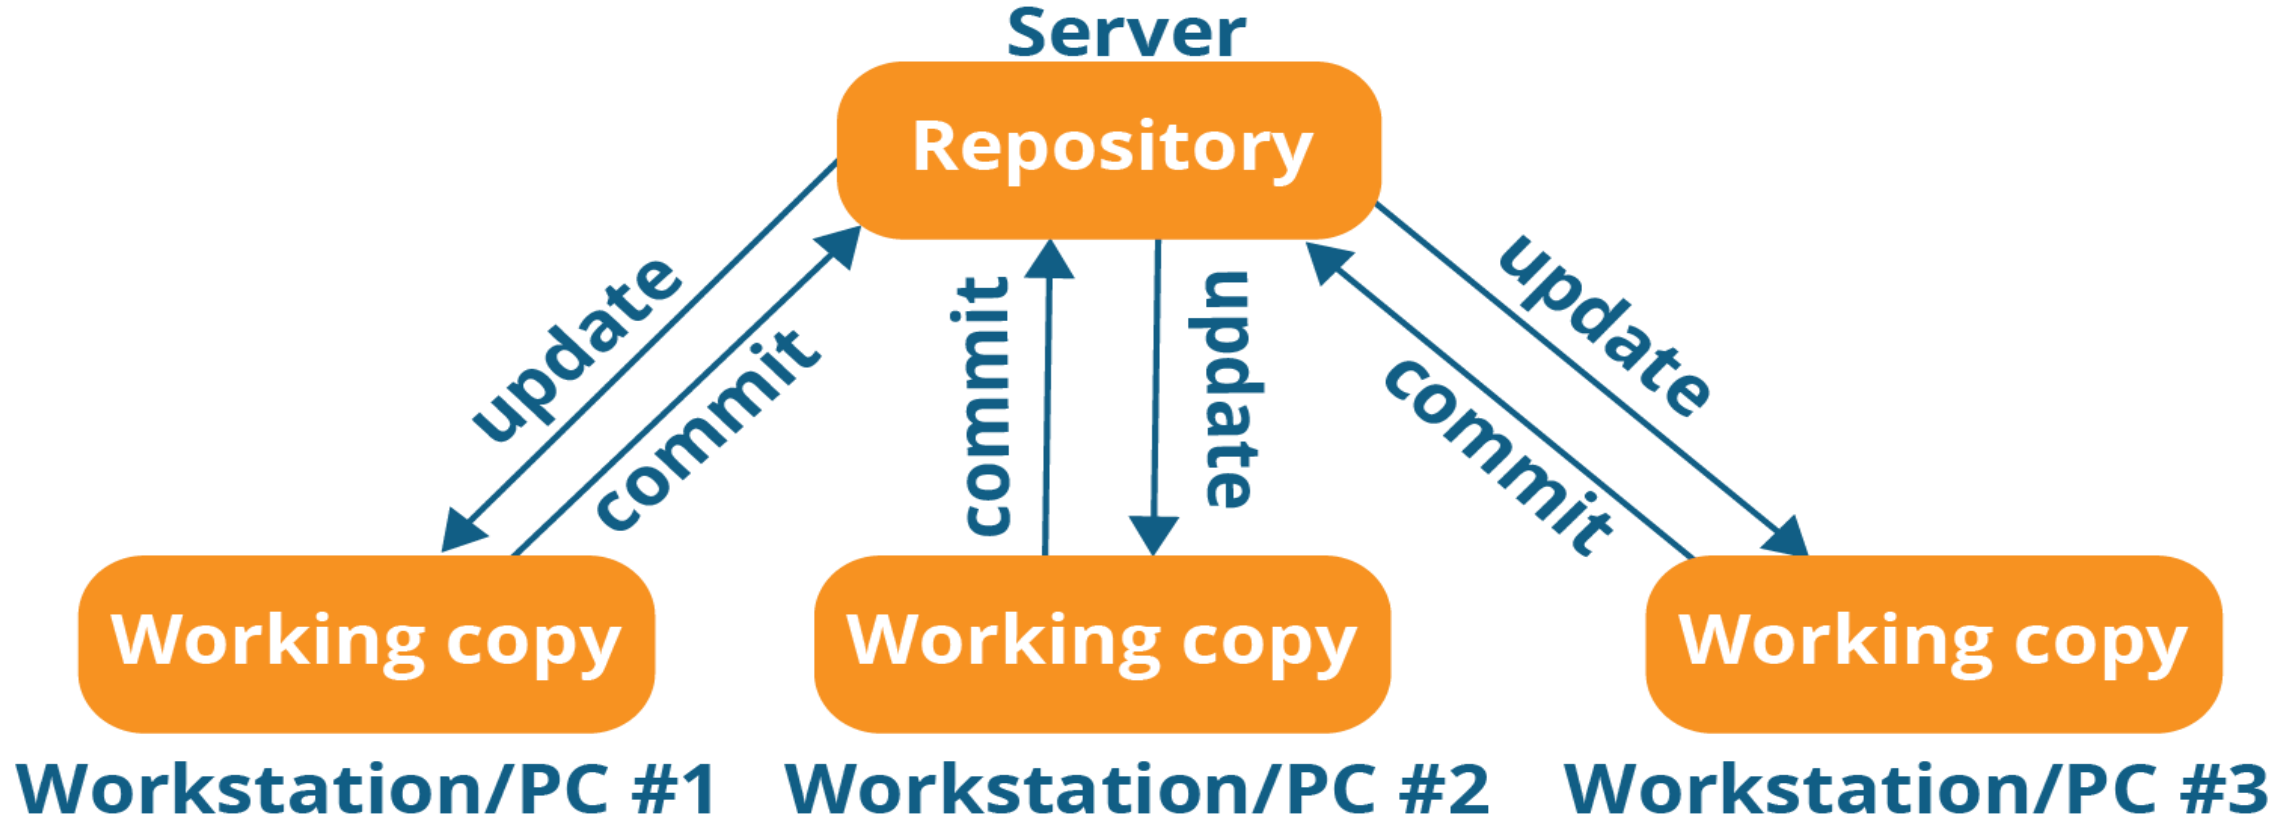 Server
Repository
update
commit
commit
update
update
commit
Working copy
Working copy
Working copy
Workstation/PC #1
Workstation/PC #2
Workstation/PC #3